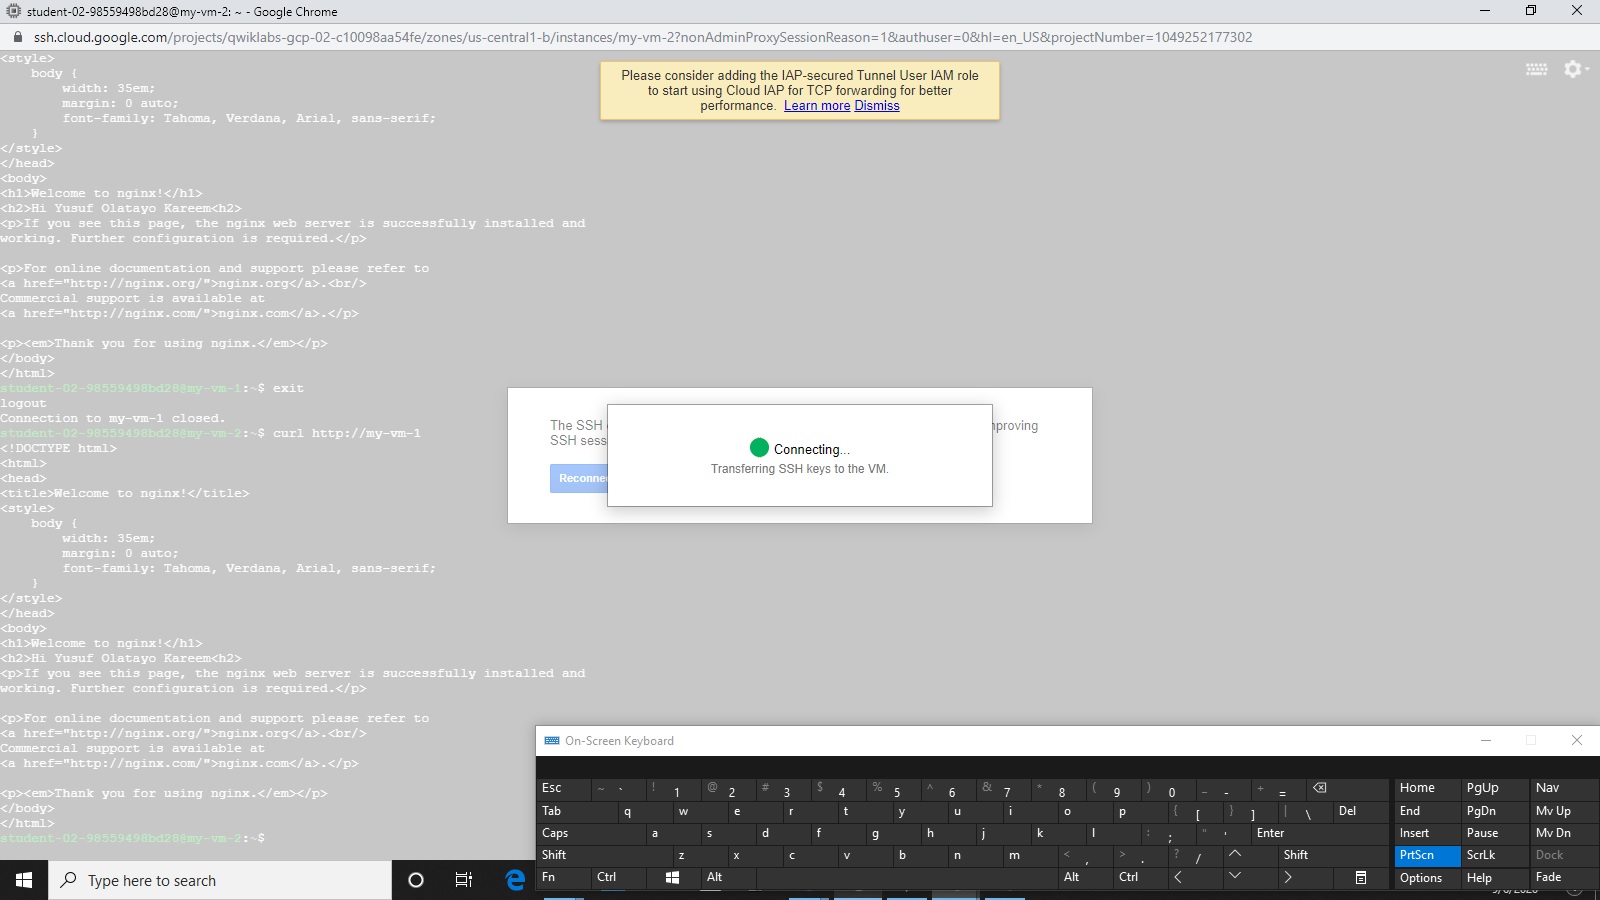 student-02-98559498bd28@my-vm-2: ~ - Google Chrome
ssh.cloud.google.com/projects/qwiklabs-gcp-02-c10098aa54fe/zones/us-central1-b/instances/my-vm-2?nonAdminProxySessionReason=1&authuser=0&hl=en_US&projectNumber=1049252177302
<style>
    body {
        width: 35em;
        margin: 0 auto;
        font-family: Tahoma, Verdana, Arial, sans-serif;
    }
</style>
</head>
<body>
<h1>Welcome to nginx!</h1>
<h2>Hi Yusuf Olatayo Kareem<h2>
<p>If you see this page, the nginx web server is successfully installed and
working. Further configuration is required.</p>
<p>For online documentation and support please refer to
<a href="http://nginx.org/">nginx.org</a>.<br/>
Commercial support is available at
<a href="http://nginx.com/">nginx.com</a>.</p>
<p><em>Thank you for using nginx.</em></p>
</body>
</html>
student-02-98559498bd28@my-vm-1:~$ exit
logout
Connection to my-vm-1 closed.
student-02-98559498bd28@my-vm-2:~$ curl http://my-vm-1
<!DOCTYPE html>
<html>
<head>
<title>Welcome to nginx!</title>
<style>
    body {
        width: 35em;
        margin: 0 auto;
        font-family: Tahoma, Verdana, Arial, sans-serif;
    }
</style>
</head>
<body>
<h1>Welcome to nginx!</h1>
<h2>Hi Yusuf Olatayo Kareem<h2>
<p>If you see this page, the nginx web server is successfully installed and
working. Further configuration is required.</p>
<p>For online documentation and support please refer to
<a href="http://nginx.org/">nginx.org</a>.<br/>
Commercial support is available at
<a href="http://nginx.com/">nginx.com</a>.</p>
<p><em>Thank you for using nginx.</em></p>
</body>
</html>
student-02-98559498bd28@my-vm-2:~$
Please consider adding the IAP-secured Tunnel User IAM role
to start using Cloud IAP for TCP forwarding for better
performance. Learn more Dismiss
The SSH
SSH
Connecting...
Transferring SSH keys to the VM.
On-Screen Keyboard
Esc ~ ` ! 1 @ 2 # 3 $ 4 % 5 ^ 6 & 7 * 8 ( 9 ) 0 _ - + = Home PgUp Nav
Tab q w e r t y u i o p { [ } ] | \ Del End PgDn Mv Up
Caps a s d f g h j k l : ; " ' Enter Insert Pause Mv Dn
Shift z x c v b n m < , > . ? / Shift PrtScn ScrLk Dock
Fn Ctrl Alt Alt Ctrl Options Help Fade
Type here to search